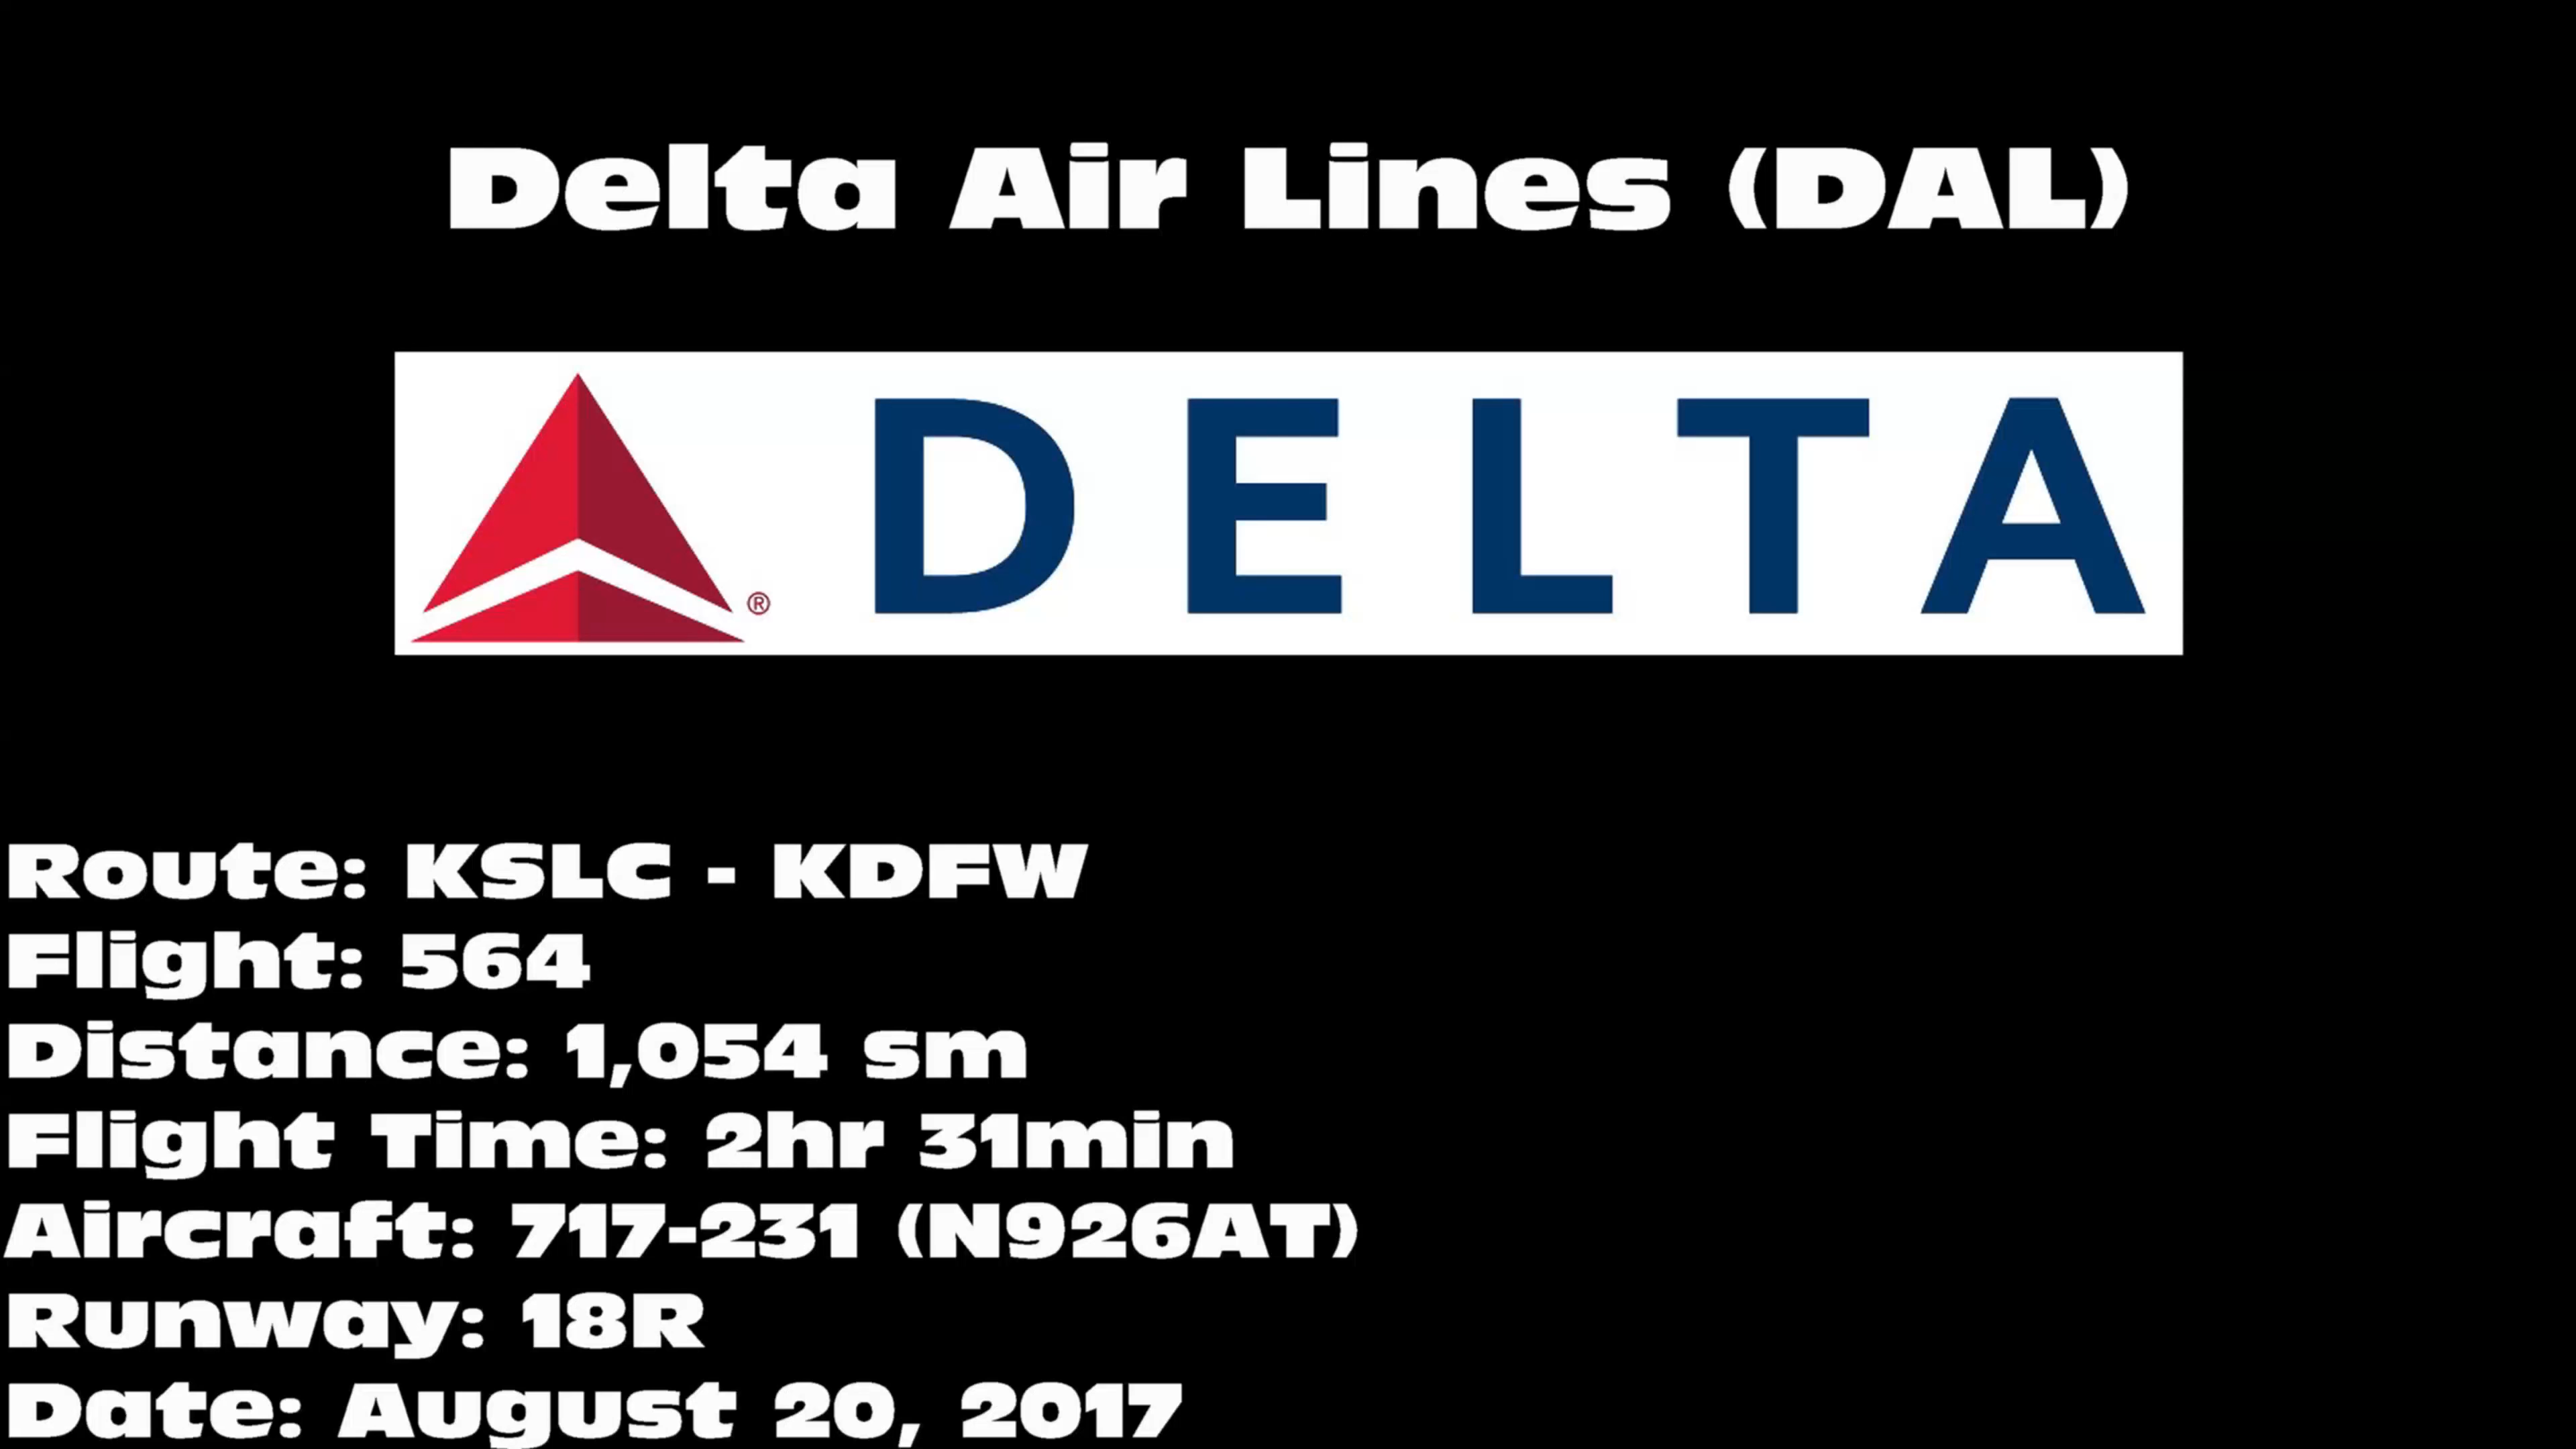 Delta Air Lines (DAL)
® DELTA
Route: KSLC - KDFW
Flight: 564
Distance: 1,054 sm
Flight Time: 2hr 31min
Aircraft: 717-231 (N926AT)
Runway: 18R
Date: August 20, 2017